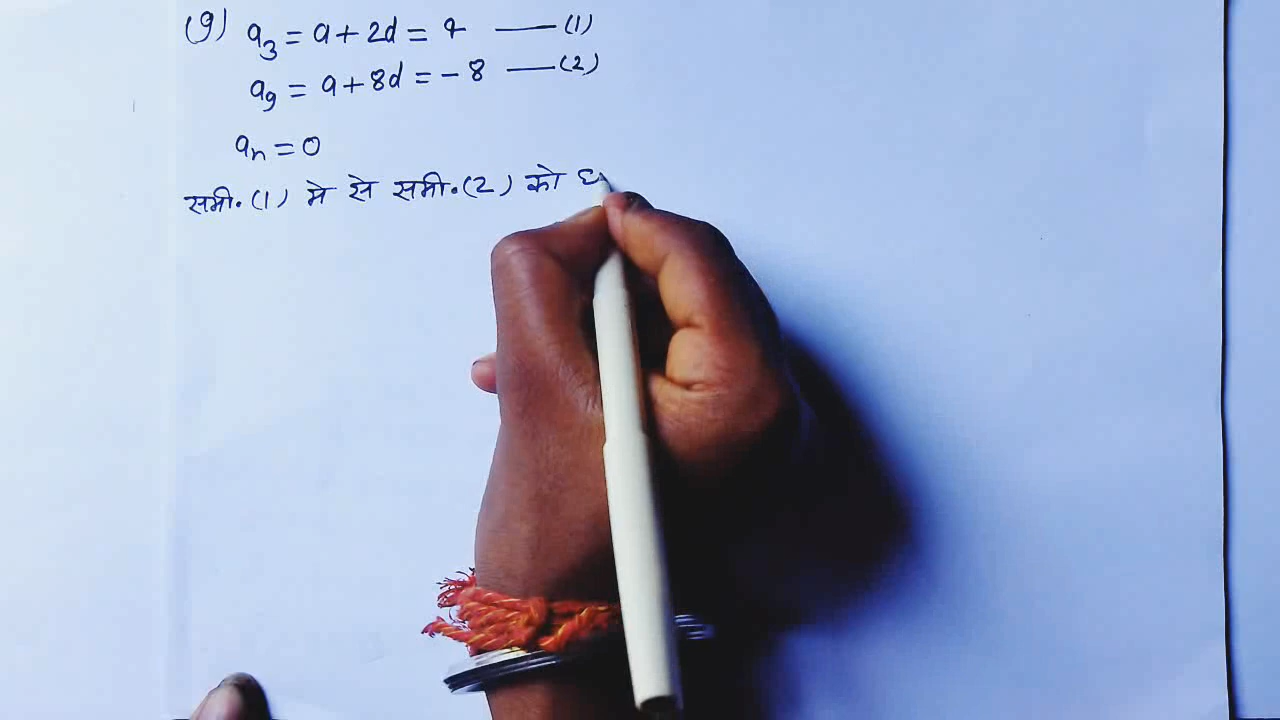 (9) a₃ = a + 2d = 4 —— (1)
a₉ = a + 8d = - 8 —— (2)
aₙ = 0
समी. (1) मे से समी. (2) को